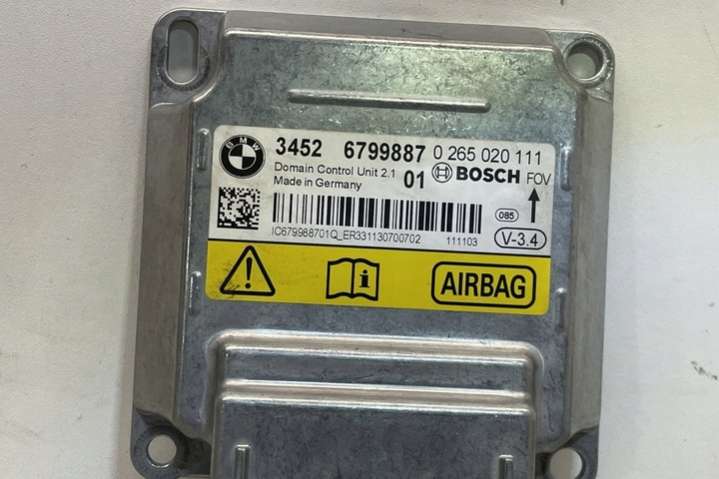 BMW
3452 6799887 0 265 020 111
Domain Control Unit 2.1 01 BOSCH FOV
Made in Germany
085
IC679988701Q_ER331130700702 111103
V-3.4
AIRBAG